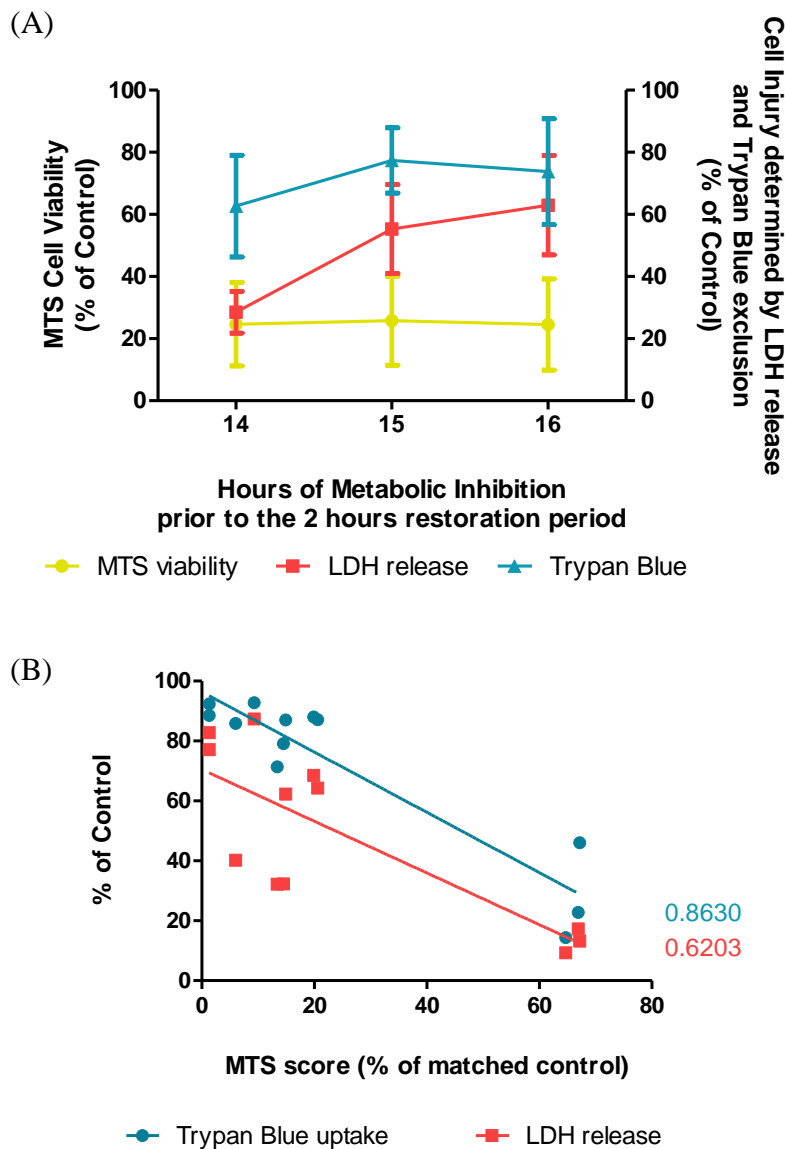 (A)
MTS Cell Viability
(% of Control)
100
80
60
40
20
0
100
80
60
40
20
0
Cell Injury determined by LDH release
and Trypan Blue exclusion
(% of Control)
14
15
16
Hours of Metabolic Inhibition
prior to the 2 hours restoration period
MTS viability
LDH release
Trypan Blue
(B)
% of Control
100
80
60
40
20
0
0
20
40
60
80
0.8630
0.6203
MTS score (% of matched control)
Trypan Blue uptake
LDH release